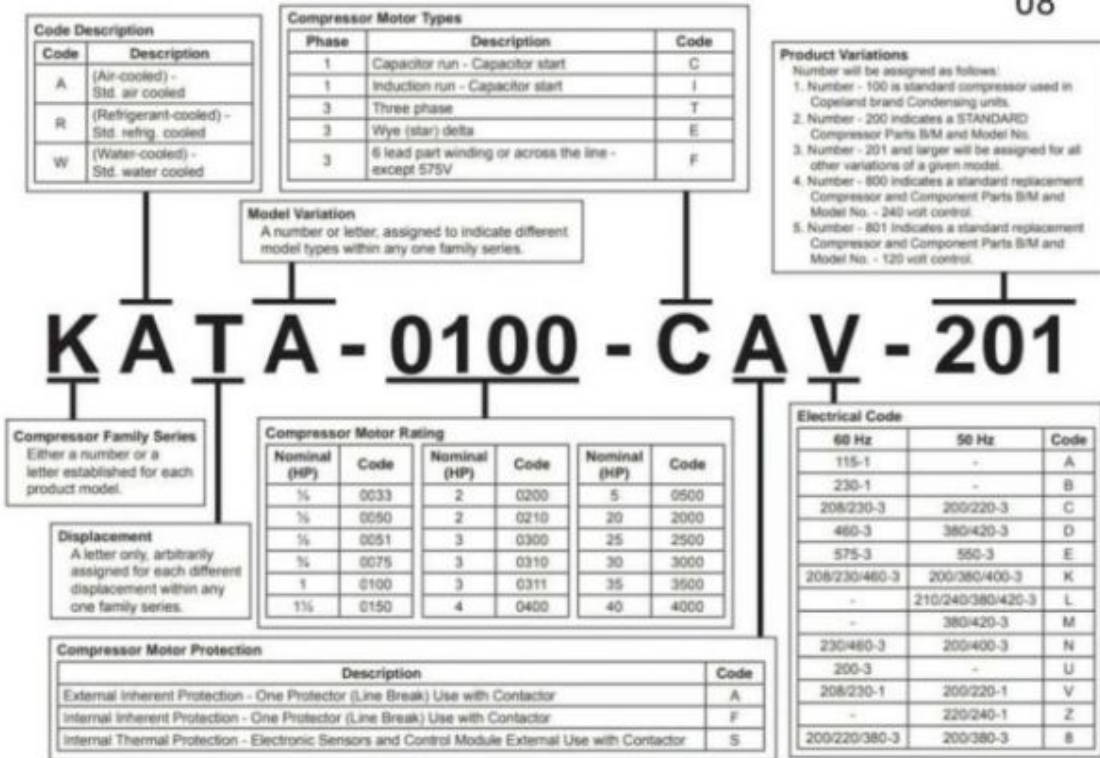 08
Code Description
Code Description
A (Air-cooled) -
Std. air cooled
R (Refrigerant-cooled) -
Std. refrig. cooled
W (Water-cooled) -
Std. water cooled
Compressor Motor Types
Phase Description Code
1 Capacitor run - Capacitor start C
1 Induction run - Capacitor start I
3 Three phase T
3 Wye (star) delta E
3 6 lead part winding or across the line -
except 575V F
Product Variations
Number will be assigned as follows:
1. Number - 100 is standard compressor used in
Copeland brand Condensing units.
2. Number - 200 indicates a STANDARD
Compressor Parts B/M and Model No.
3. Number - 201 and larger will be assigned for all
other variations of a given model.
4. Number - 800 indicates a standard replacement
Compressor and Component Parts B/M and
Model No. - 240 volt control.
5. Number - 801 Indicates a standard replacement
Compressor and Component Parts B/M and
Model No. - 120 volt control.
Model Variation
A number or letter, assigned to indicate different
model types within any one family series.
KATA - 0100 - CAV - 201
Compressor Family Series
Either a number or a
letter established for each
product model.
Displacement
A letter only, arbitrarily
assigned for each different
displacement within any
one family series.
Compressor Motor Rating
Nominal (HP) Code Nominal (HP) Code Nominal (HP) Code
0033 2 0200 5 0500
0050 2 0210 20 2000
0051 3 0300 25 2500
¾ 0075 3 0310 30 3000
1 0100 3 0311 35 3500
1½ 0150 4 0400 40 4000
Electrical Code
60 Hz 50 Hz Code
115-1 - A
230-1 - B
208/230-3 200/220-3 C
460-3 380/420-3 D
575-3 550-3 E
208/230/460-3 200/380/400-3 K
- 210/240/380/420-3 L
- 380/420-3 M
230/460-3 200/400-3 N
200-3 - U
208/230-1 200/220-1 V
- 220/240-1 Z
200/220/380-3 200/380-3 8
Compressor Motor Protection
Description Code
External Inherent Protection - One Protector (Line Break) Use with Contactor A
Internal Inherent Protection - One Protector (Line Break) Use with Contactor F
Internal Thermal Protection - Electronic Sensors and Control Module External Use with Contactor S